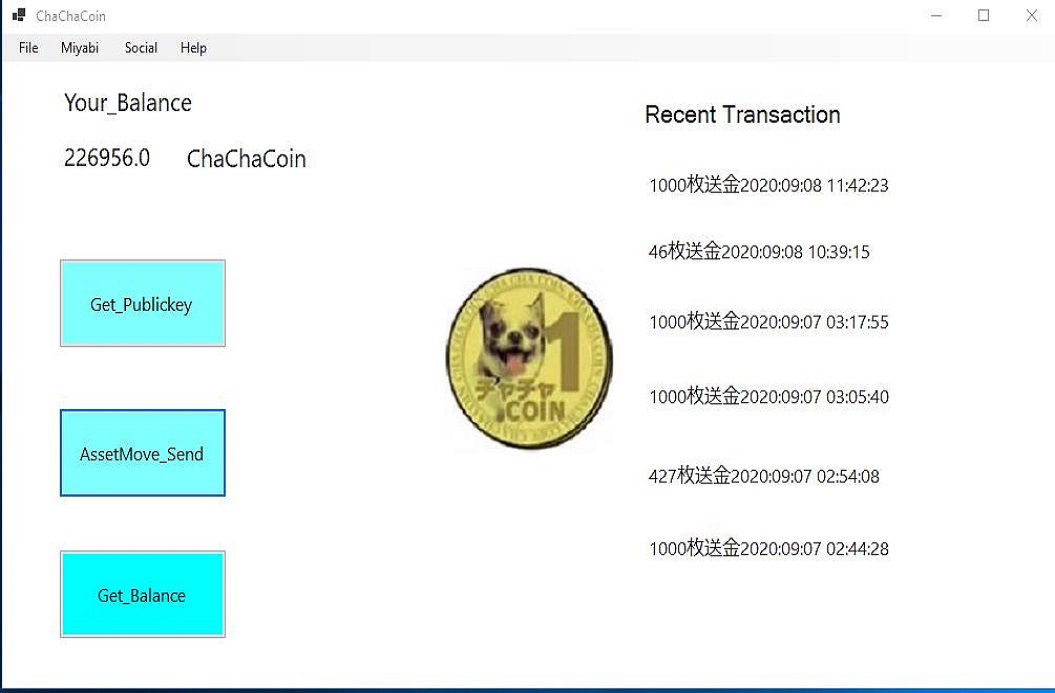 ChaChaCoin
File Miyabi Social Help
Your_Balance
226956.0 ChaChaCoin
Get_Publickey
AssetMove_Send
Get_Balance
CHA CHA COIN
1
チャチャ
.COIN
Recent Transaction
1000枚送金2020:09:08 11:42:23
46枚送金2020:09:08 10:39:15
1000枚送金2020:09:07 03:17:55
1000枚送金2020:09:07 03:05:40
427枚送金2020:09:07 02:54:08
1000枚送金2020:09:07 02:44:28